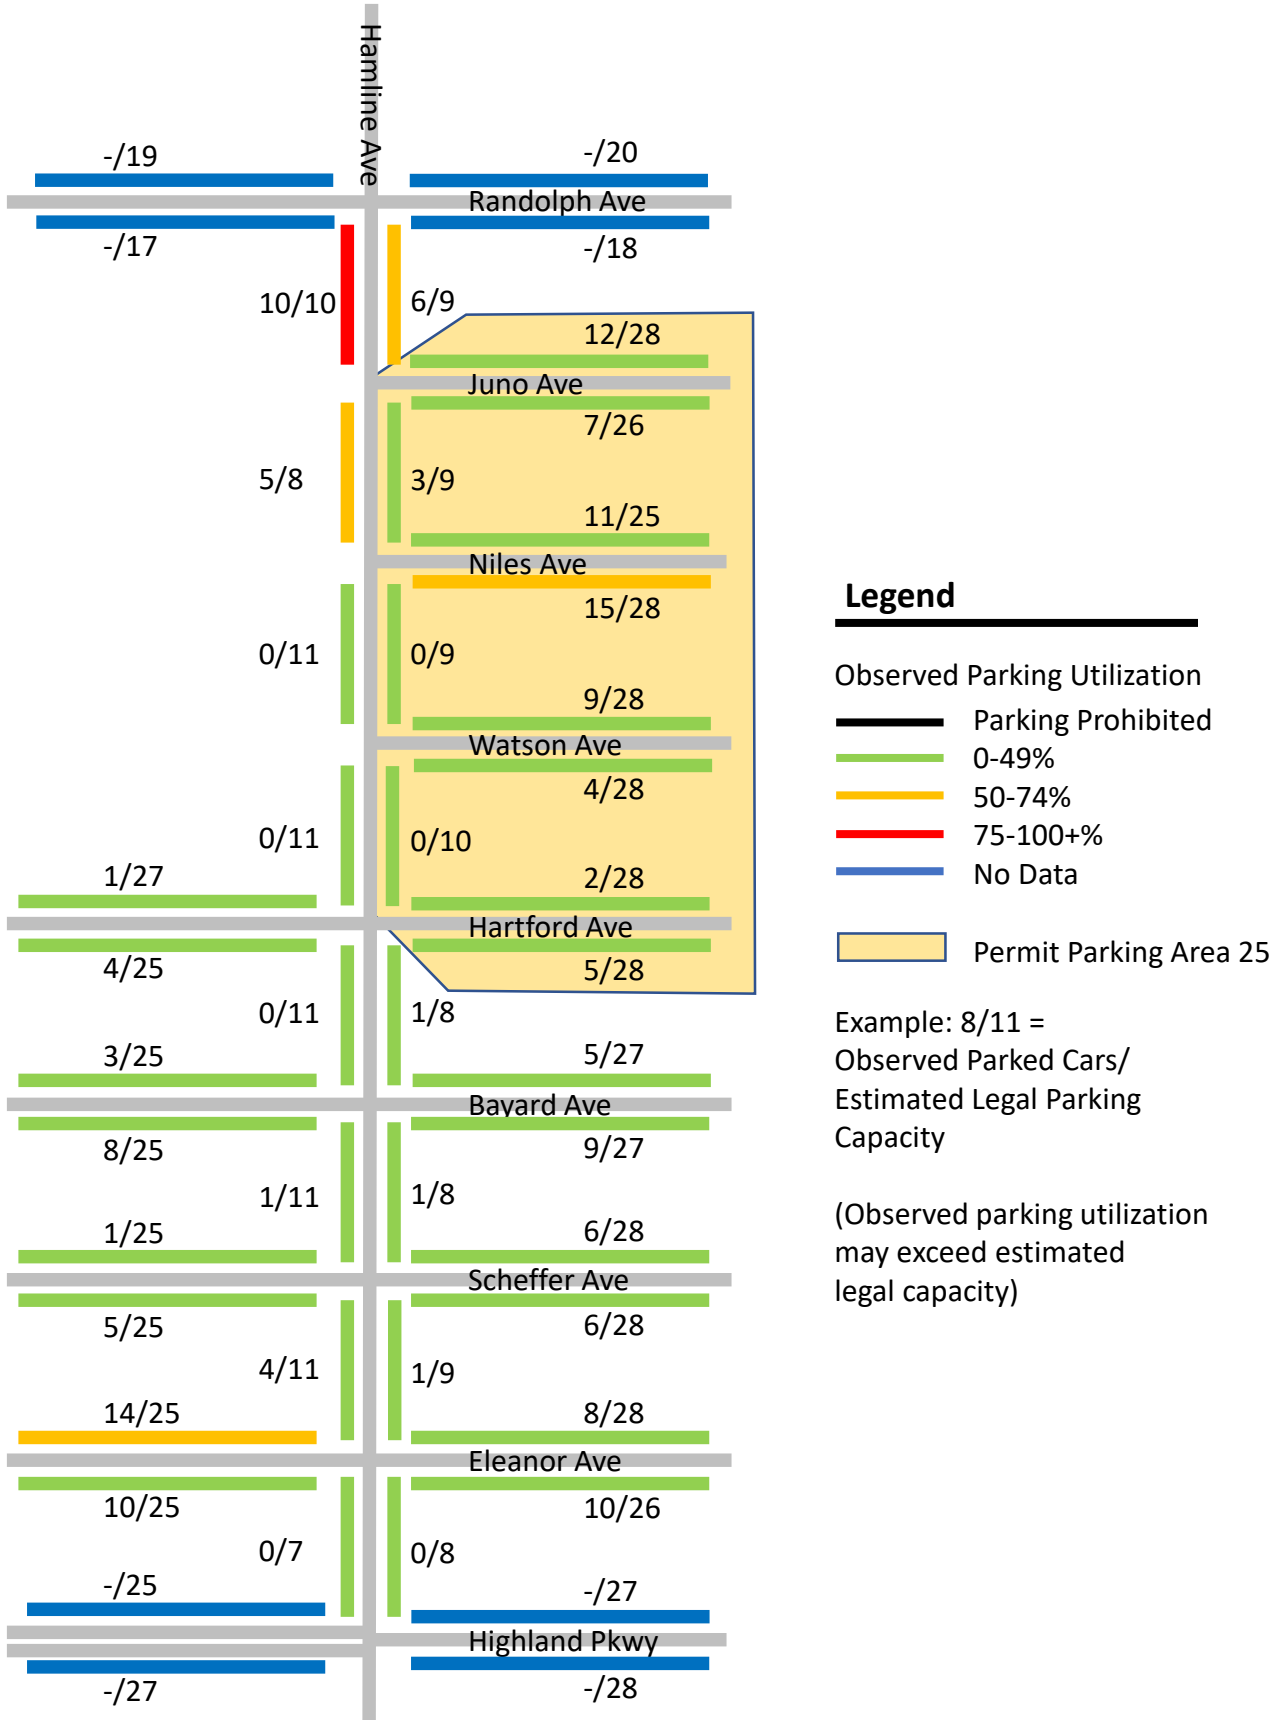 Hamline Ave
-/19
-/20
Randolph Ave
-/17
-/18
10/10
6/9
12/28
Juno Ave
7/26
5/8
3/9
11/25
Niles Ave
15/28
0/11
0/9
9/28
Watson Ave
4/28
0/11
0/10
1/27
2/28
Hartford Ave
4/25
5/28
0/11
1/8
3/25
5/27
Bayard Ave
8/25
9/27
1/11
1/8
1/25
6/28
Scheffer Ave
5/25
6/28
4/11
1/9
14/25
8/28
Eleanor Ave
10/25
10/26
0/7
0/8
-/25
-/27
Highland Pkwy
-/27
-/28
Legend
Observed Parking Utilization
Parking Prohibited
0-49%
50-74%
75-100+%
No Data
Permit Parking Area 25
Example: 8/11 =
Observed Parked Cars/
Estimated Legal Parking
Capacity
(Observed parking utilization
may exceed estimated
legal capacity)